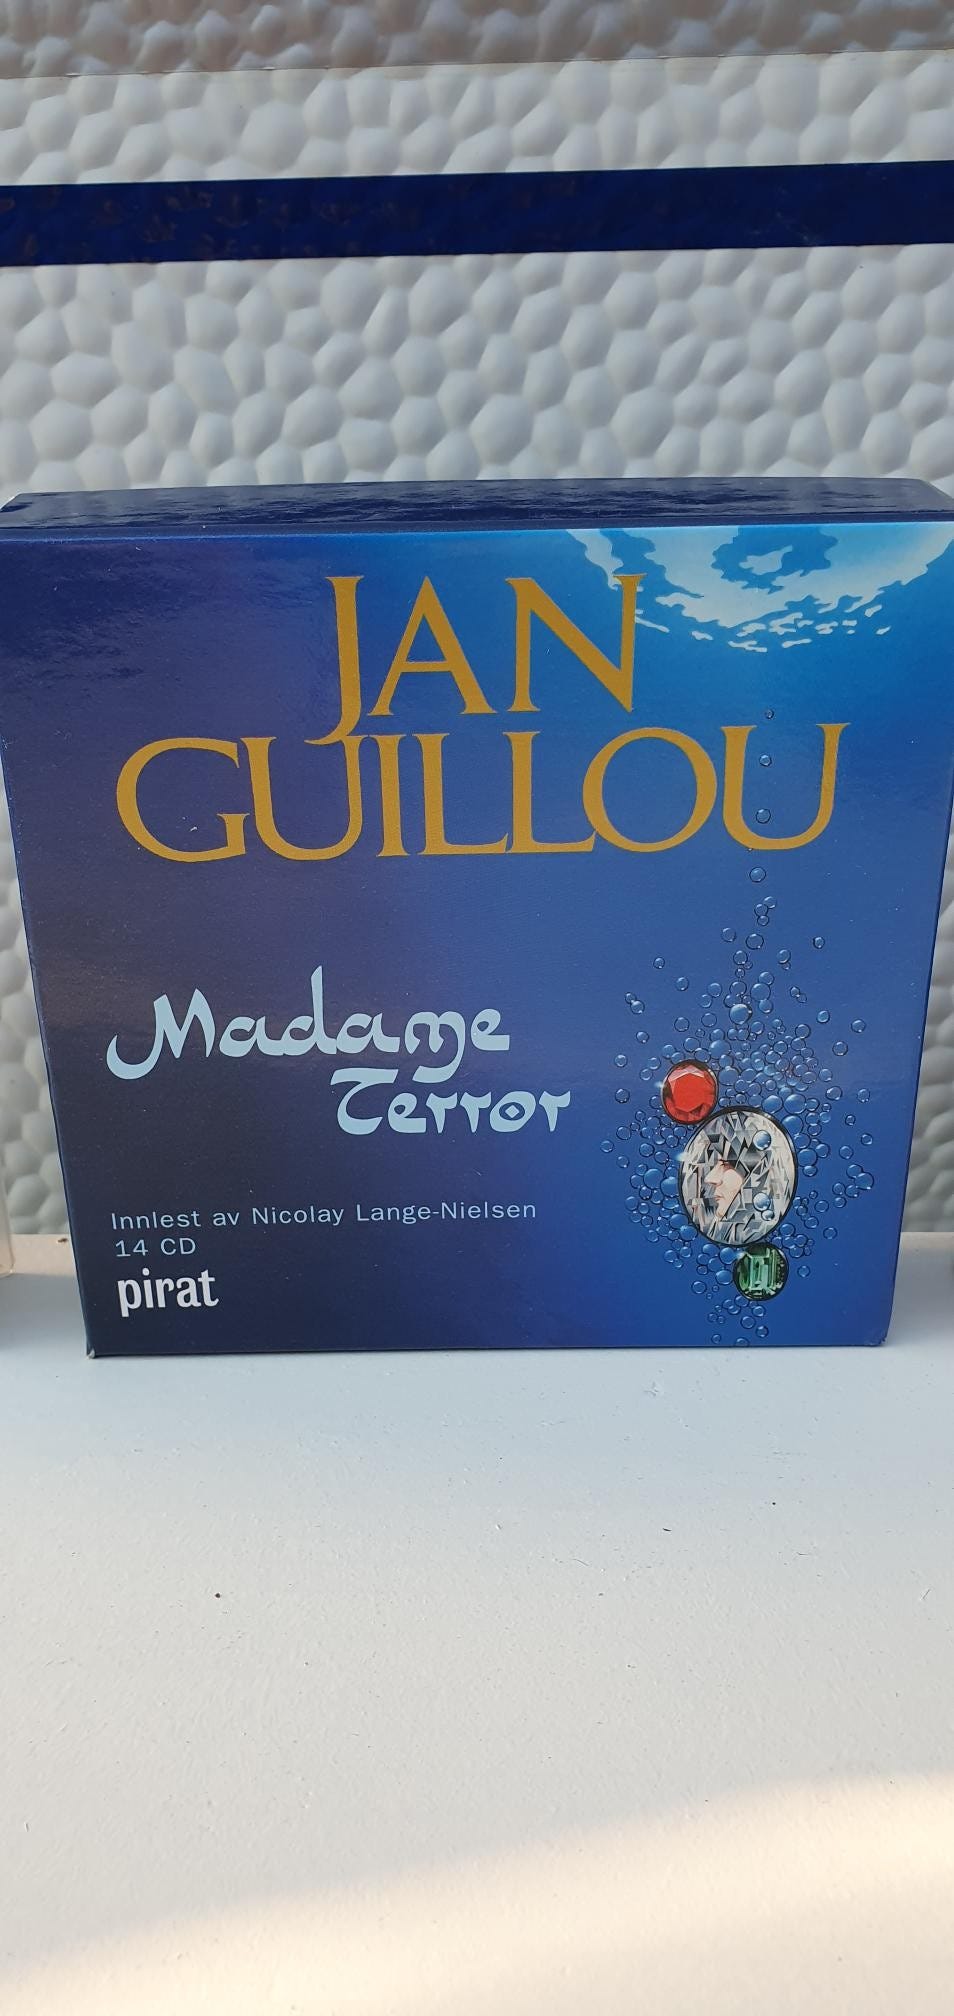 JAN
GUILLOU
Madame
Terror
Innlest av Nicolay Lange-Nielsen
14 CD
pirat